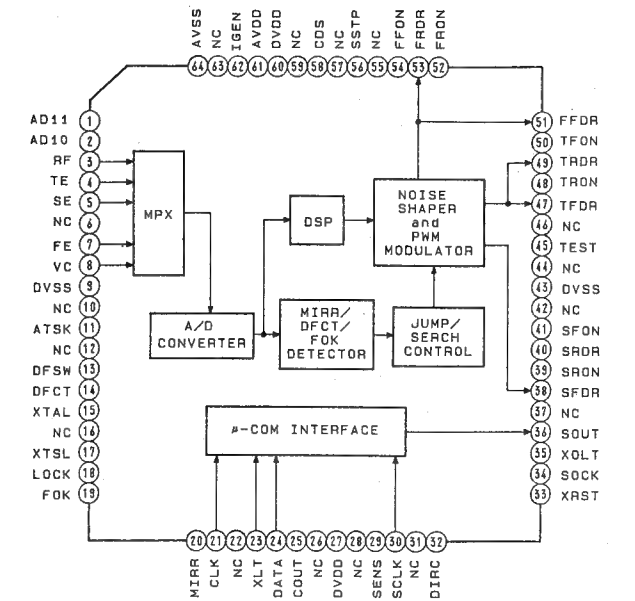 AVSS NC IGEN AVDD DVDD NC CDS NC SSTP NC FFON FRDR FRON
64 63 62 61 60 59 58 57 56 55 54 53 52
AD11 1
AD10 2
RF 3
TE 4
SE 5
NC 6
FE 7
VC 8
DVSS 9
NC 10
ATSK 11
NC 12
DFSW 13
DFCT 14
XTAL 15
NC 16
XTSL 17
LOCK 18
FOK 19
MPX
A/D
CONVERTER
DSP
MIRR/
DFCT/
FOK
DETECTOR
NOISE
SHAPER
and
PWM
MODULATOR
JUMP/
SERCH
CONTROL
μ-COM INTERFACE
51 FFDR
50 TFON
49 TRDR
48 TRON
47 TFDR
46 NC
45 TEST
44 NC
43 DVSS
42 NC
41 SFON
40 SRDR
39 SRON
38 SFDR
37 NC
36 SOUT
35 XOLT
34 SOCK
33 XRST
20 21 22 23 24 25 26 27 28 29 30 31 32
MIRR CLK NC XLT DATA COUT NC DVDD NC SENS SCLK NC DIRC